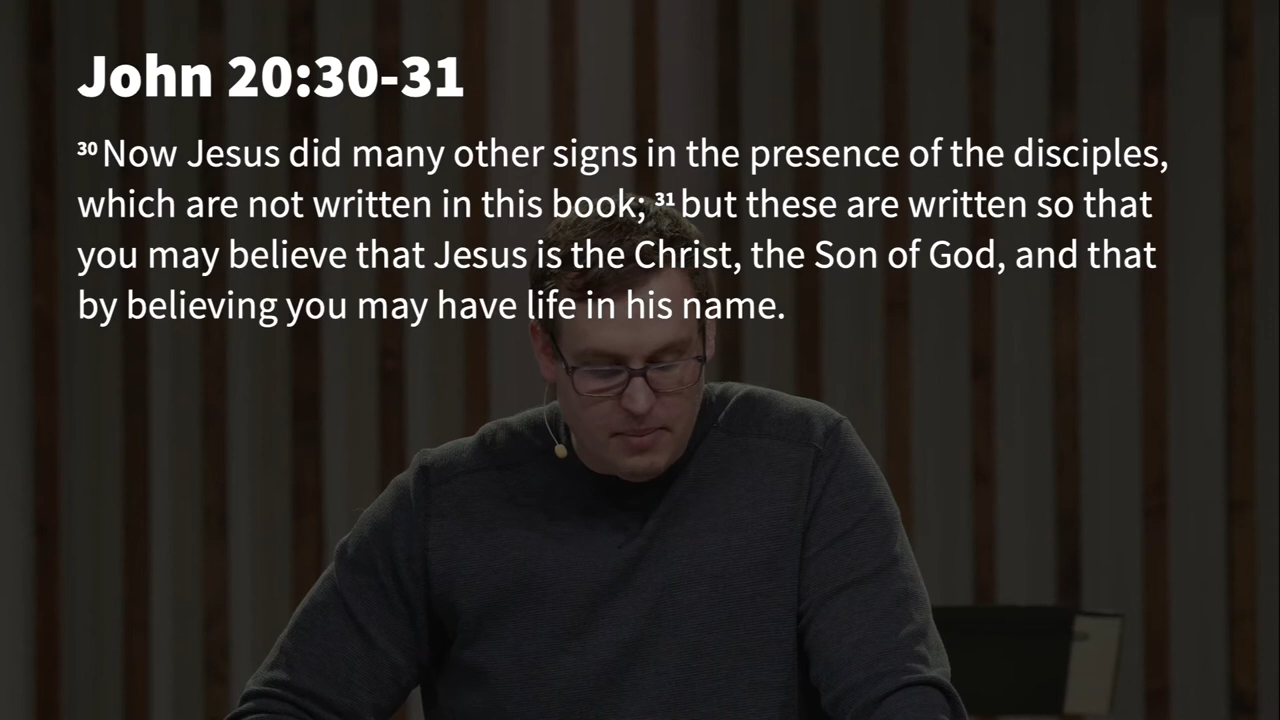 John 20:30-31
30 Now Jesus did many other signs in the presence of the disciples,
which are not written in this book; 31 but these are written so that
you may believe that Jesus is the Christ, the Son of God, and that
by believing you may have life in his name.